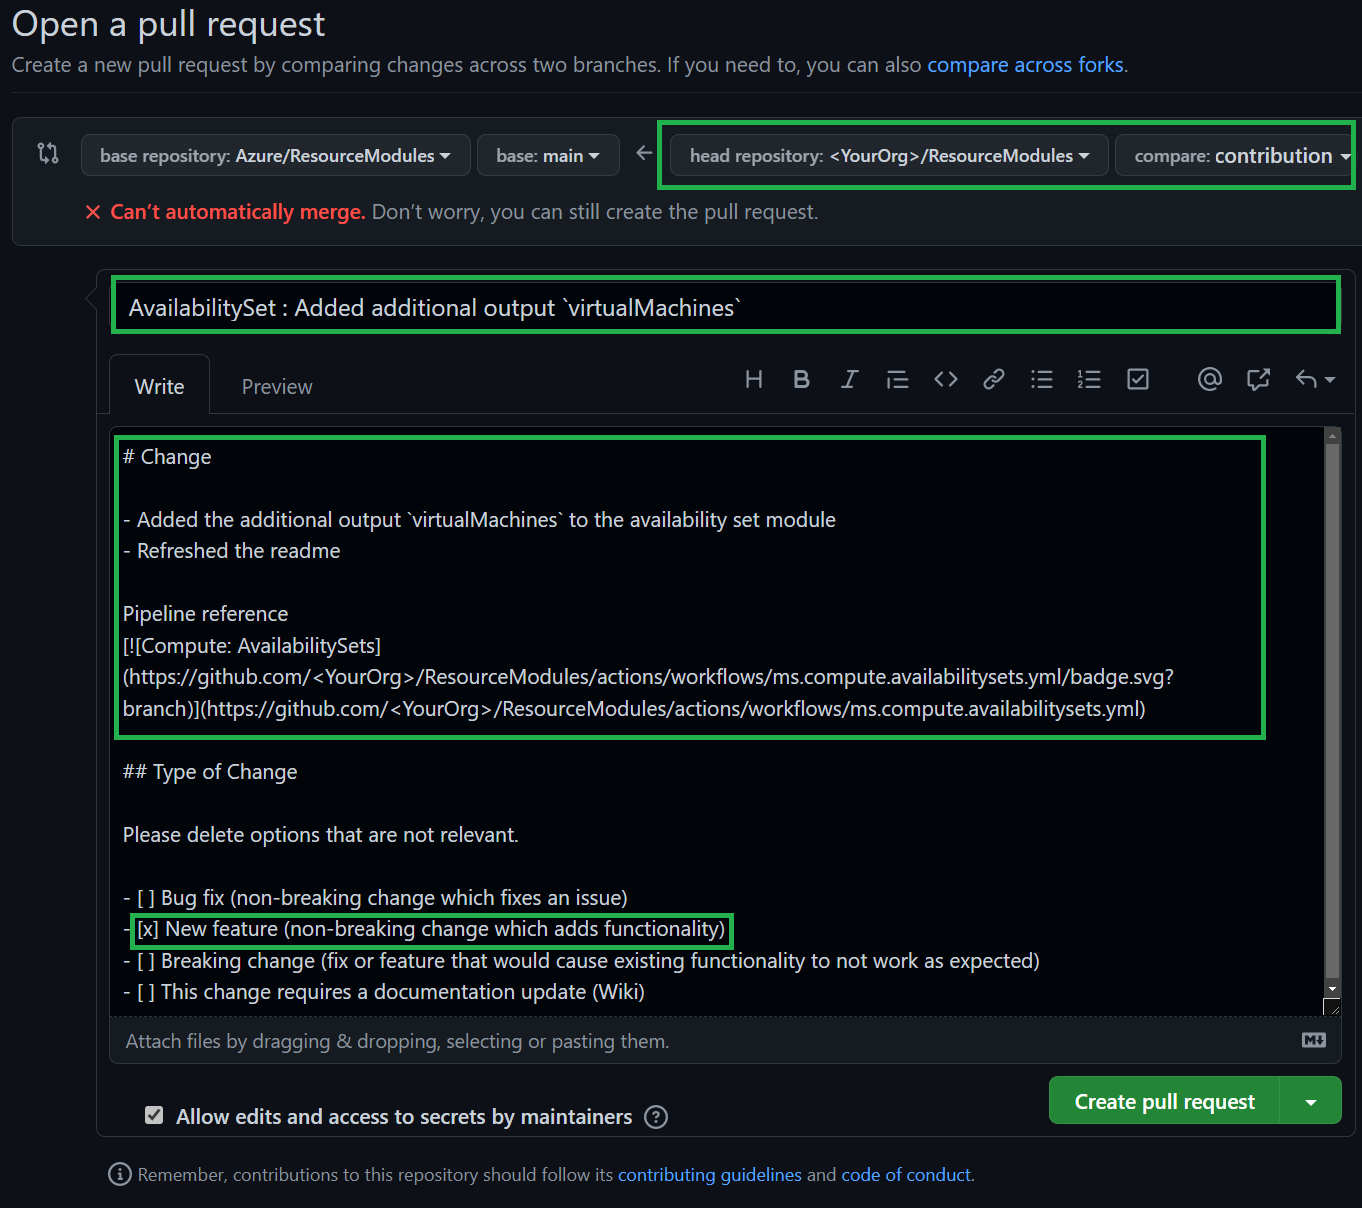 Open a pull request
Create a new pull request by comparing changes across two branches. If you need to, you can also compare across forks.
base repository: Azure/ResourceModules base: main head repository: <YourOrg>/ResourceModules compare: contribution
Can't automatically merge. Don't worry, you can still create the pull request.
AvailabilitySet : Added additional output `virtualMachines`
Write Preview
# Change
- Added the additional output `virtualMachines` to the availability set module
- Refreshed the readme
Pipeline reference
[![Compute: AvailabilitySets]
(https://github.com/<YourOrg>/ResourceModules/actions/workflows/ms.compute.availabilitysets.yml/badge.svg?
branch)](https://github.com/<YourOrg>/ResourceModules/actions/workflows/ms.compute.availabilitysets.yml)
## Type of Change
Please delete options that are not relevant.
- [ ] Bug fix (non-breaking change which fixes an issue)
- [x] New feature (non-breaking change which adds functionality)
- [ ] Breaking change (fix or feature that would cause existing functionality to not work as expected)
- [ ] This change requires a documentation update (Wiki)
Attach files by dragging & dropping, selecting or pasting them.
Allow edits and access to secrets by maintainers
Create pull request
Remember, contributions to this repository should follow its contributing guidelines and code of conduct.